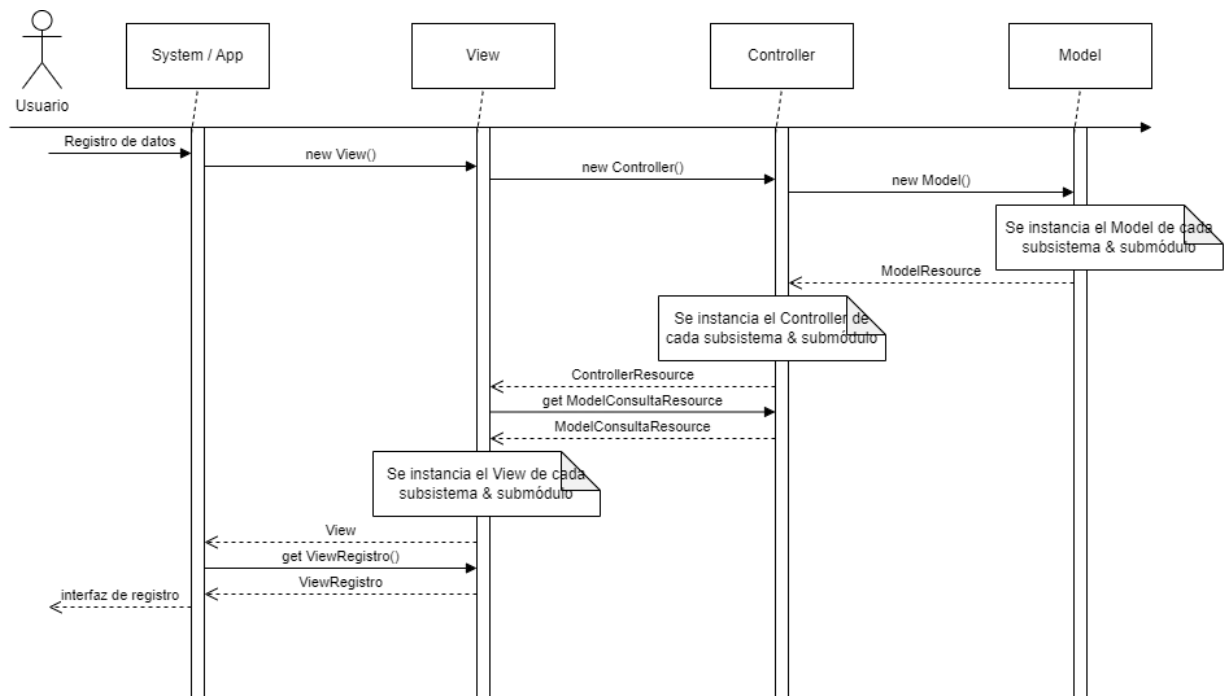 System / App
View
Controller
Model
Usuario
Registro de datos
new View()
new Controller()
new Model()
Se instancia el Model de cada
subsistema & submódulo
ModelResource
Se instancia el Controller de
cada subsistema & submódulo
ControllerResource
get ModelConsultaResource
ModelConsultaResource
Se instancia el View de cada
subsistema & submódulo
View
get ViewRegistro()
ViewRegistro
interfaz de registro